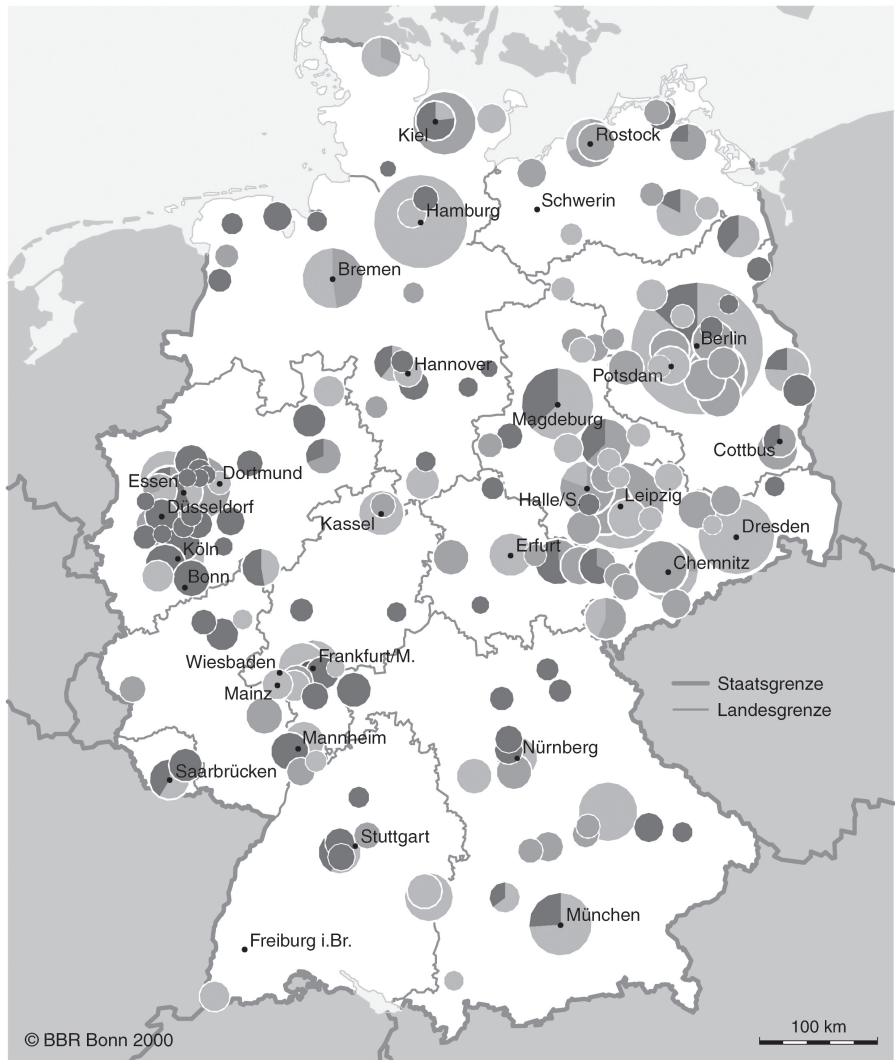 Kiel
Rostock
Schwerin
Hamburg
Bremen
Berlin
Hannover
Potsdam
Magdeburg
Cottbus
Dortmund
Essen
Halle/S.
Leipzig
Düsseldorf
Kassel
Dresden
Erfurt
Köln
Chemnitz
Bonn
Frankfurt/M.
Wiesbaden
Mainz
Staatsgrenze
Landesgrenze
Mannheim
Nürnberg
Saarbrücken
Stuttgart
München
Freiburg i.Br.
100 km
© BBR Bonn 2000